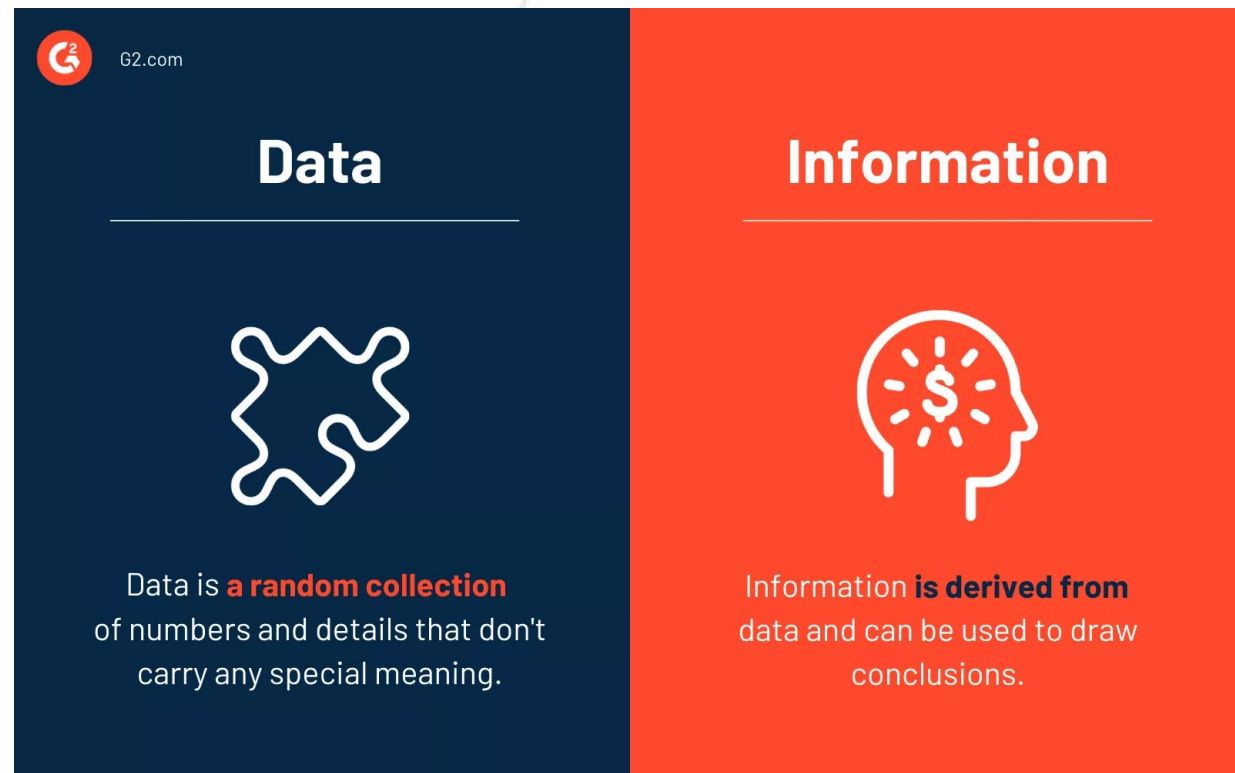 G2
G2.com
Data
Data is a random collection
of numbers and details that don't
carry any special meaning.
Information
$
Information is derived from
data and can be used to draw
conclusions.